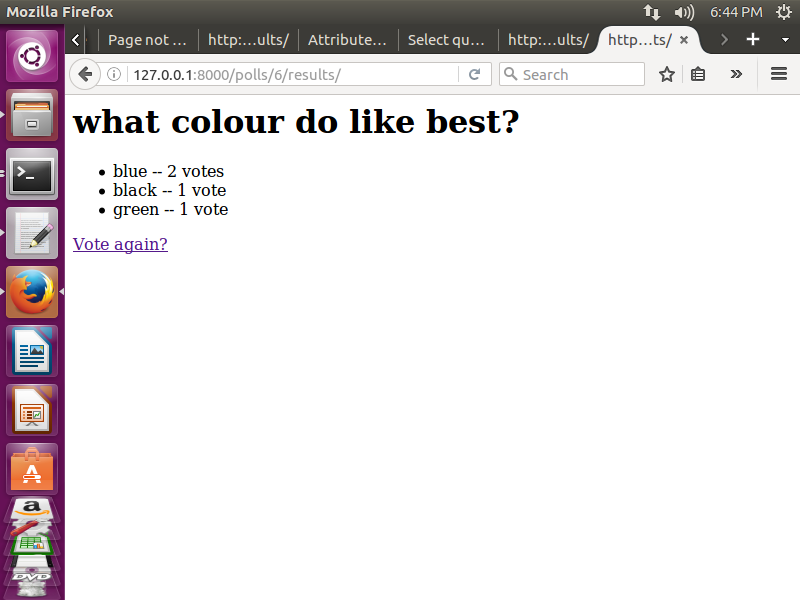 Mozilla Firefox
6:44 PM
Page not ...
http:...ults/
Attribute...
Select qu...
http:...ults/
http...ts/
127.0.0.1:8000/polls/6/results/
Search
what colour do like best?
blue -- 2 votes
black -- 1 vote
green -- 1 vote
Vote again?
a
DVD